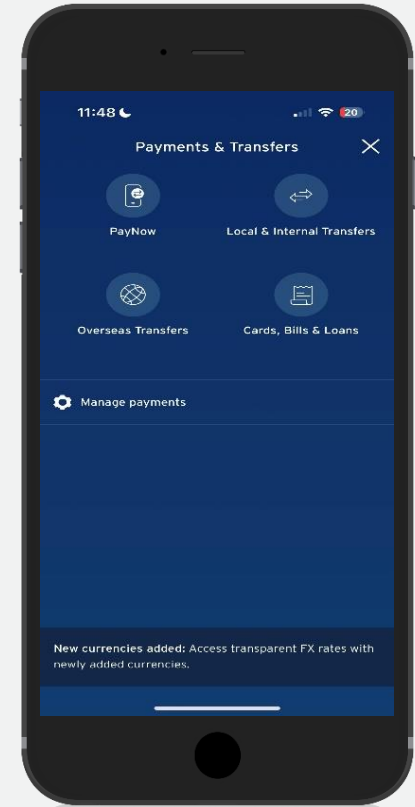 11:48
20
Payments & Transfers
PayNow
Local & Internal Transfers
Overseas Transfers
Cards, Bills & Loans
Manage payments
New currencies added: Access transparent FX rates with
newly added currencies.